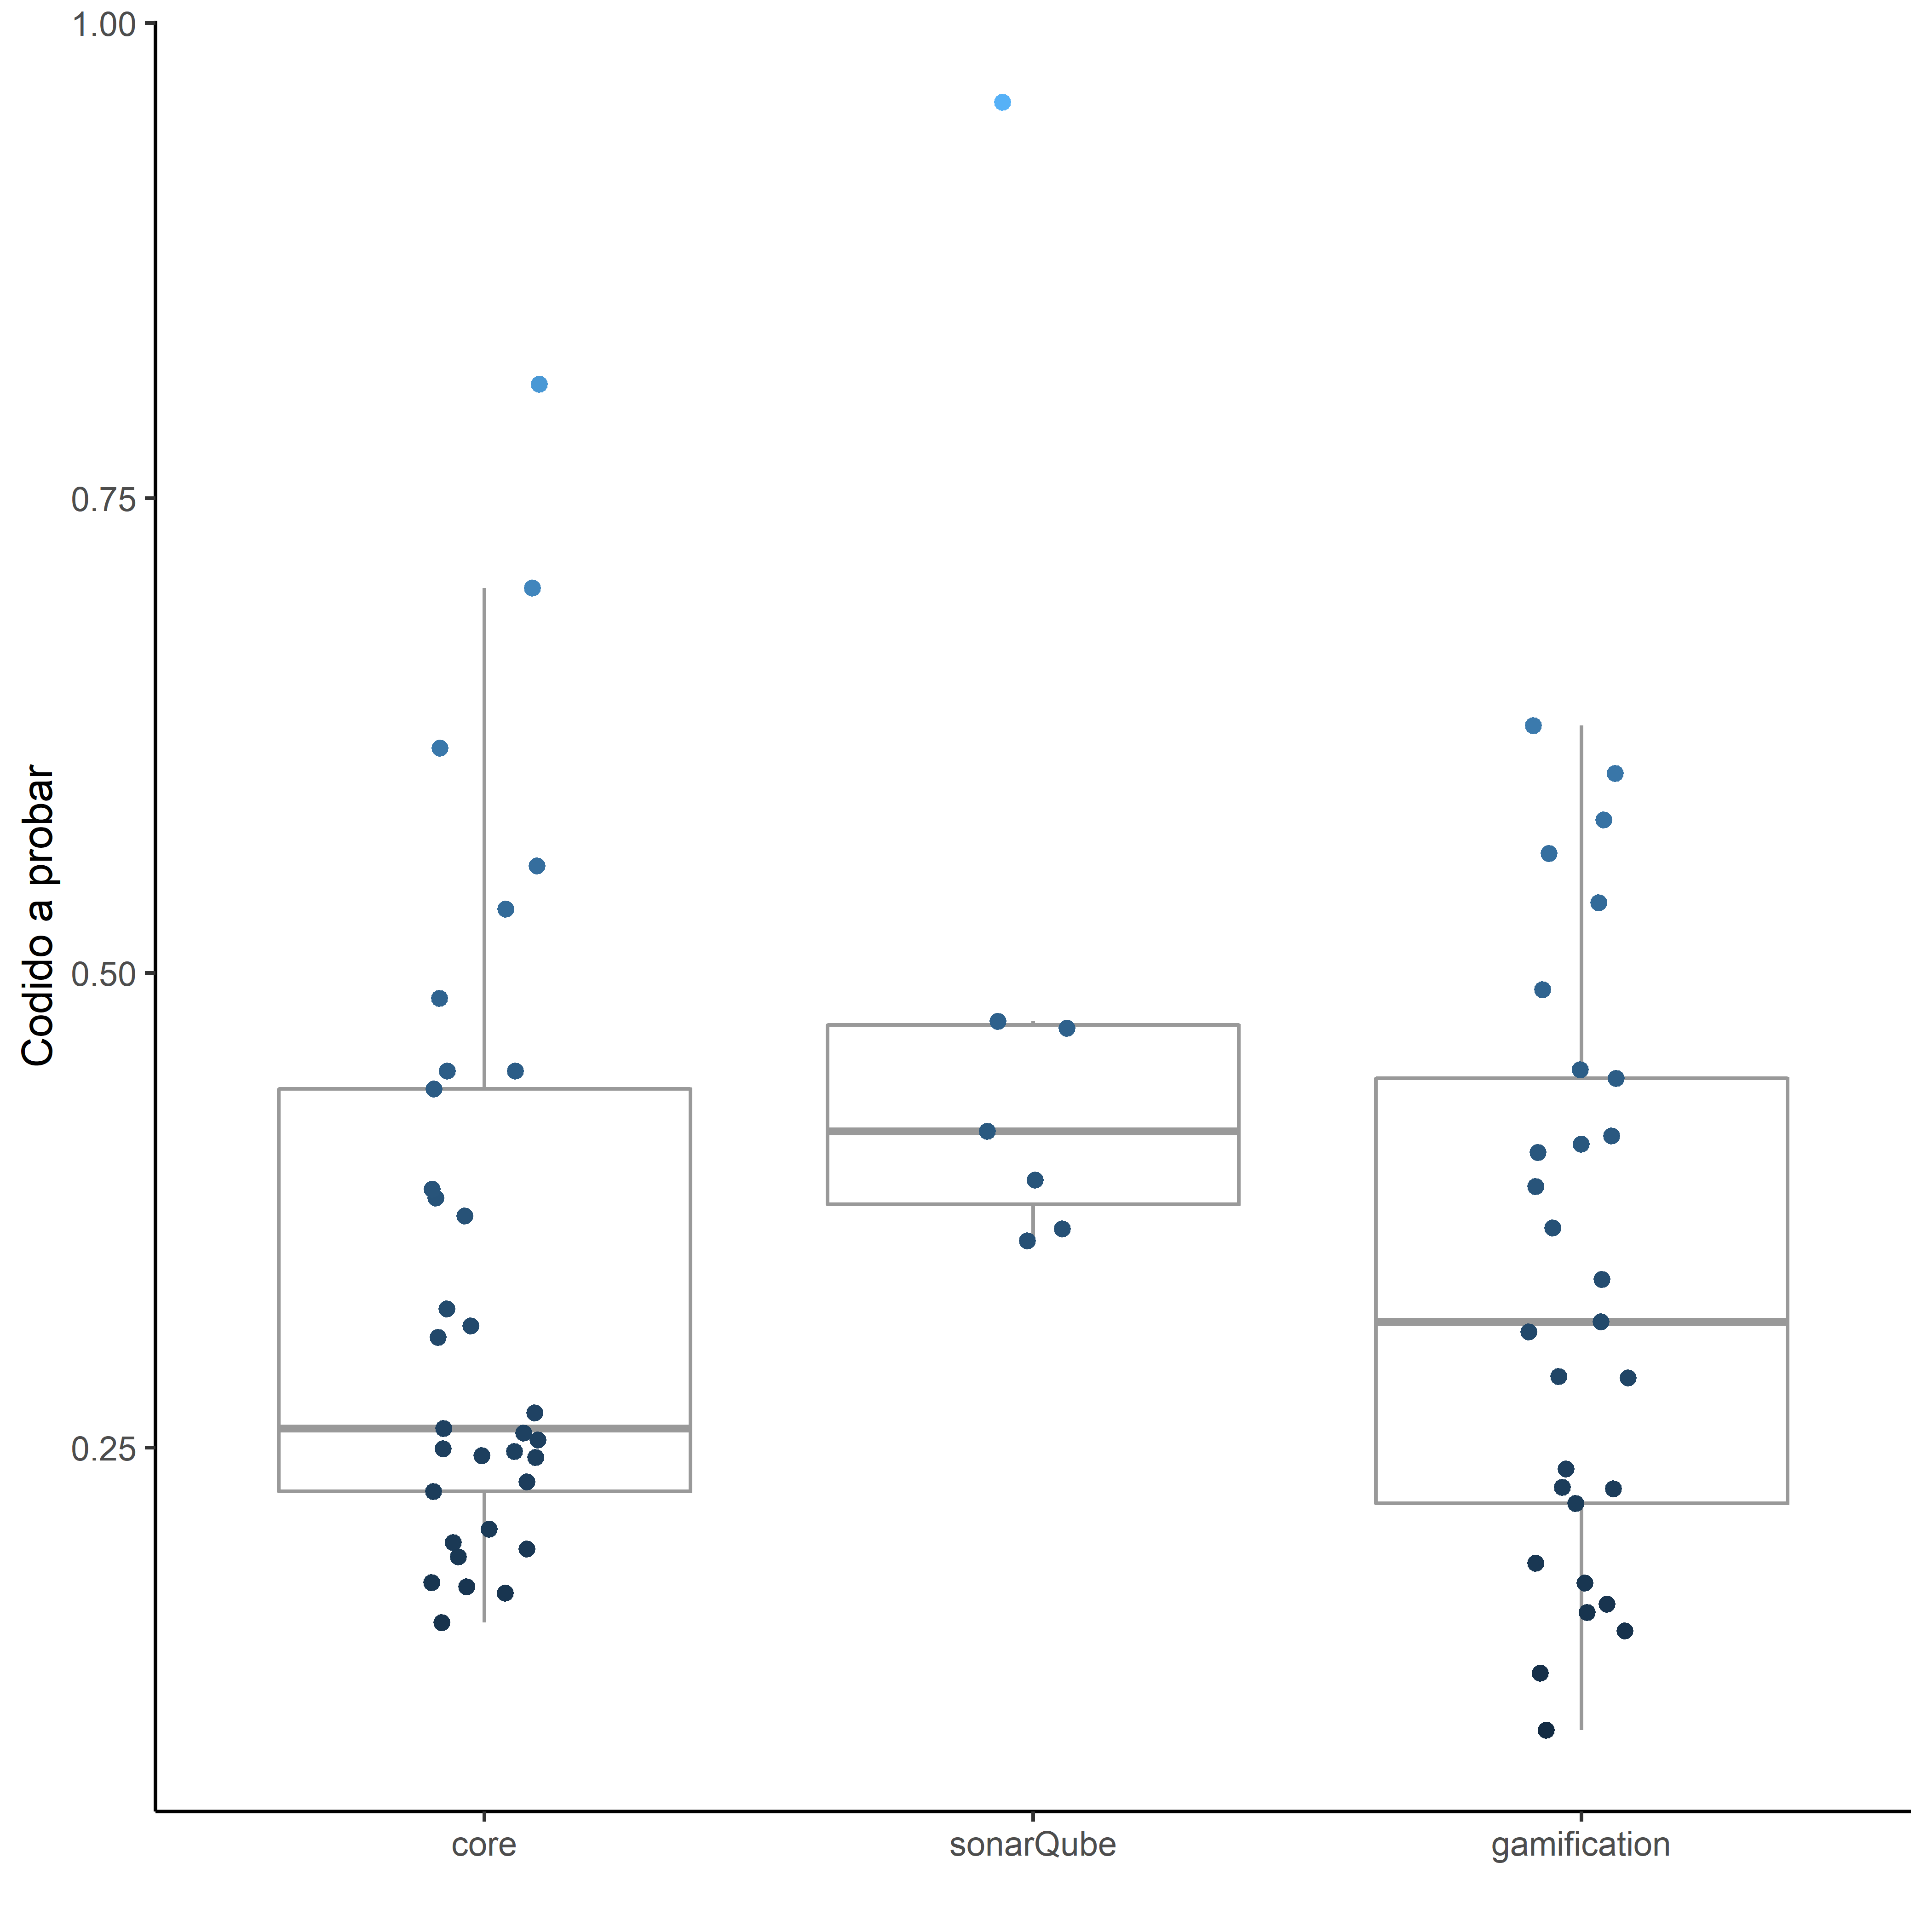 1.00
0.75
0.50
0.25
Codido a probar
core
sonarQube
gamification